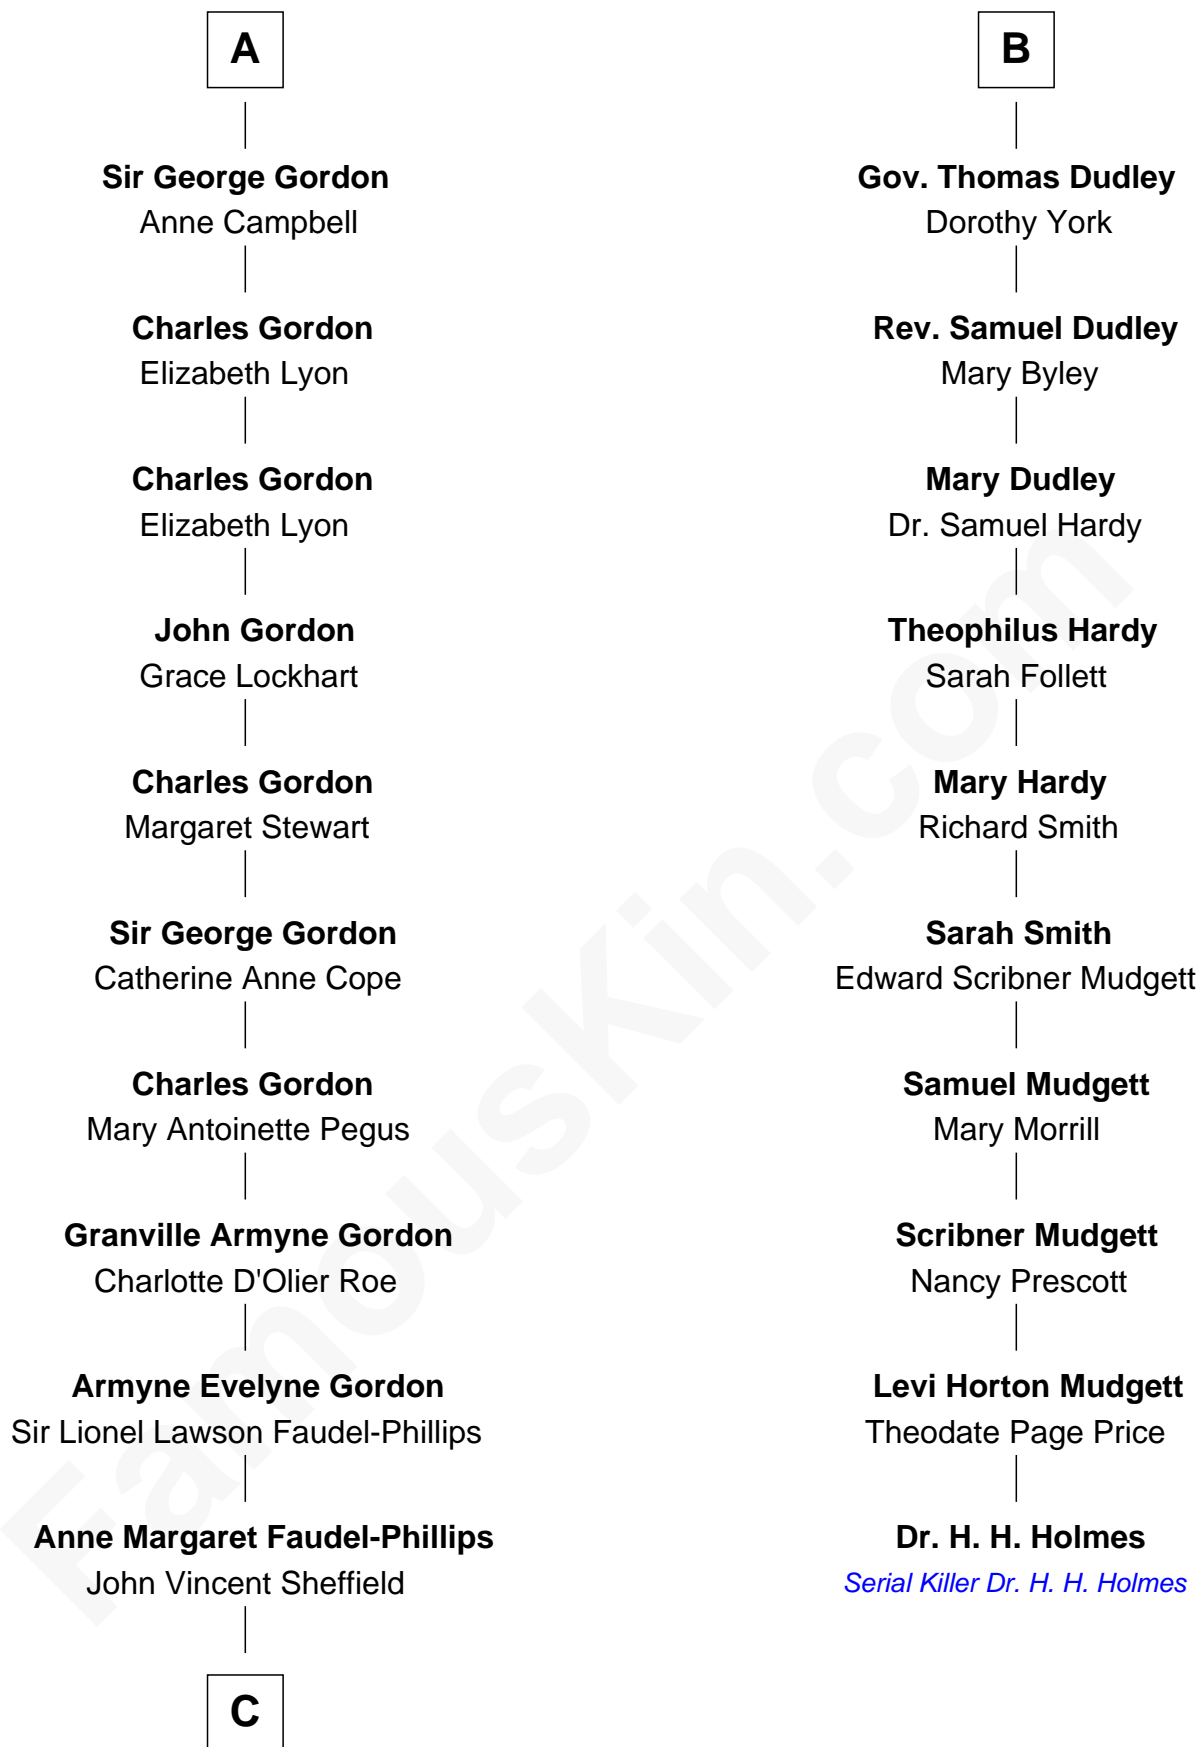 A
Sir George Gordon
Anne Campbell
Charles Gordon
Elizabeth Lyon
Charles Gordon
Elizabeth Lyon
John Gordon
Grace Lockhart
Charles Gordon
Margaret Stewart
Sir George Gordon
Catherine Anne Cope
Charles Gordon
Mary Antoinette Pegus
Granville Armyne Gordon
Charlotte D'Olier Roe
Armyne Evelyne Gordon
Sir Lionel Lawson Faudel-Phillips
Anne Margaret Faudel-Phillips
John Vincent Sheffield
C
B
Gov. Thomas Dudley
Dorothy York
Rev. Samuel Dudley
Mary Byley
Mary Dudley
Dr. Samuel Hardy
Theophilus Hardy
Sarah Follett
Mary Hardy
Richard Smith
Sarah Smith
Edward Scribner Mudgett
Samuel Mudgett
Mary Morrill
Scribner Mudgett
Nancy Prescott
Levi Horton Mudgett
Theodate Page Price
Dr. H. H. Holmes
Serial Killer Dr. H. H. Holmes
FamousKin.com